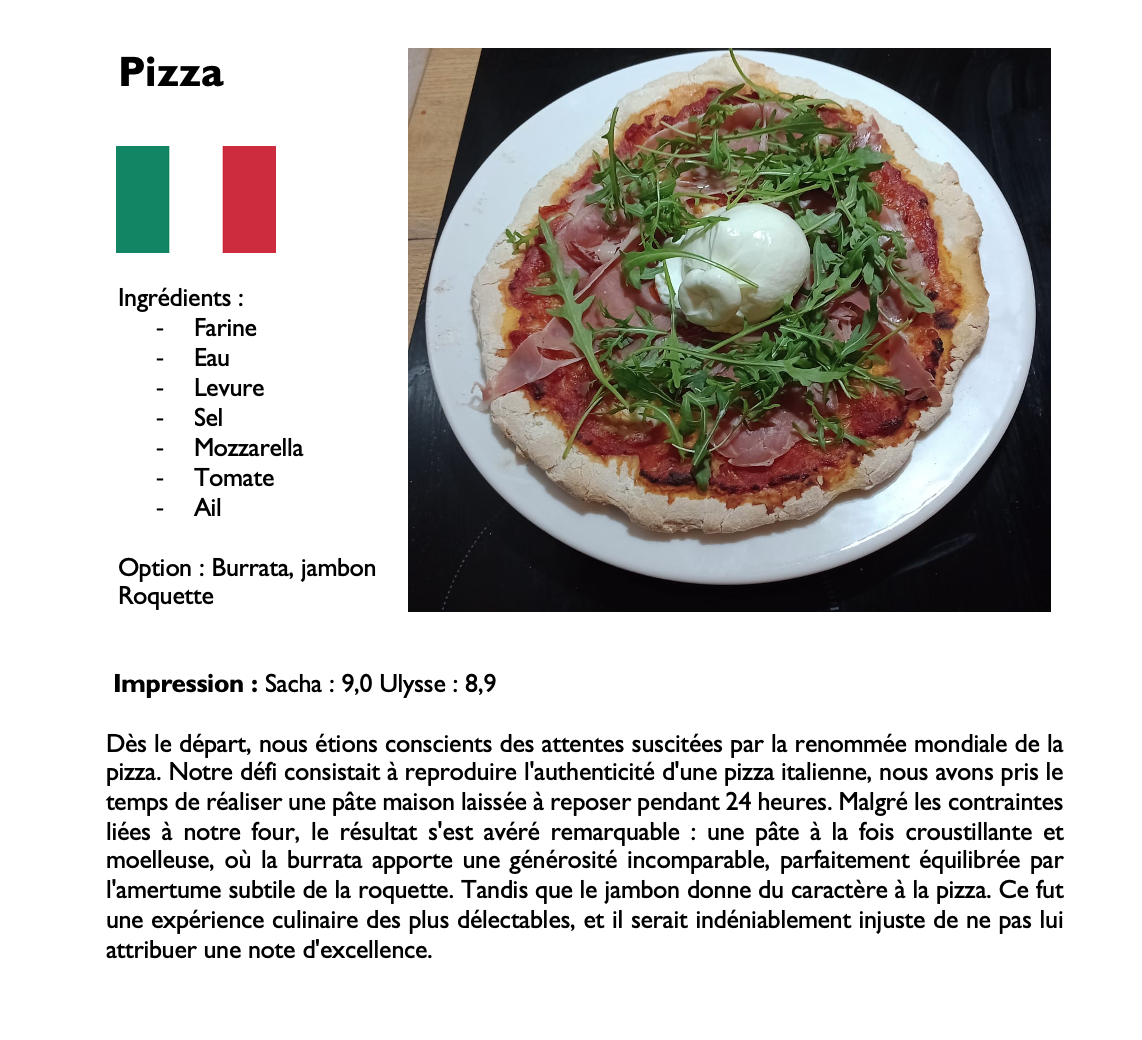 Pizza
Ingrédients :
- Farine
- Eau
- Levure
- Sel
- Mozzarella
- Tomate
- Ail
Option : Burrata, jambon
Roquette
Impression : Sacha : 9,0 Ulysse : 8,9
Dès le départ, nous étions conscients des attentes suscitées par la renommée mondiale de la
pizza. Notre défi consistait à reproduire l'authenticité d'une pizza italienne, nous avons pris le
temps de réaliser une pâte maison laissée à reposer pendant 24 heures. Malgré les contraintes
liées à notre four, le résultat s'est avéré remarquable : une pâte à la fois croustillante et
moelleuse, où la burrata apporte une générosité incomparable, parfaitement équilibrée par
l'amertume subtile de la roquette. Tandis que le jambon donne du caractère à la pizza. Ce fut
une expérience culinaire des plus délectables, et il serait indéniablement injuste de ne pas lui
attribuer une note d'excellence.